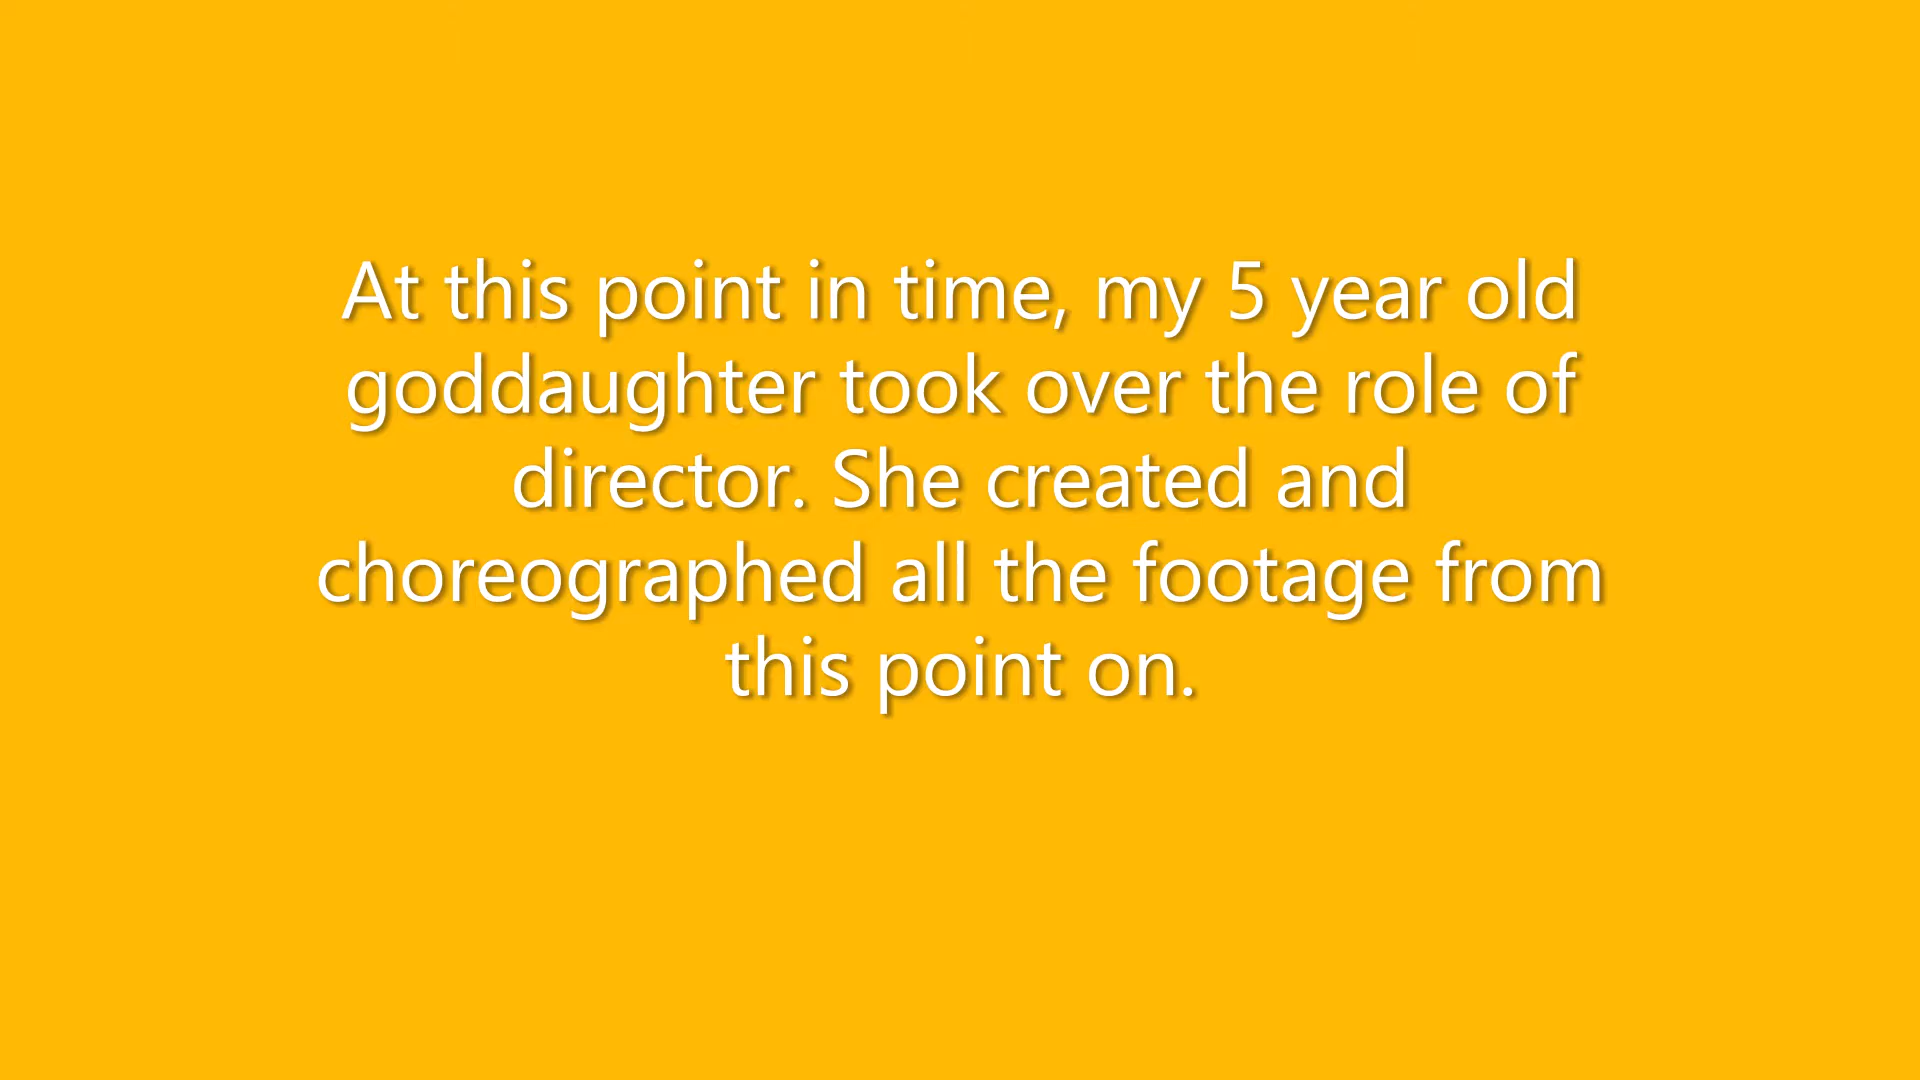 At this point in time, my 5 year old
goddaughter took over the role of
director. She created and
choreographed all the footage from
this point on.